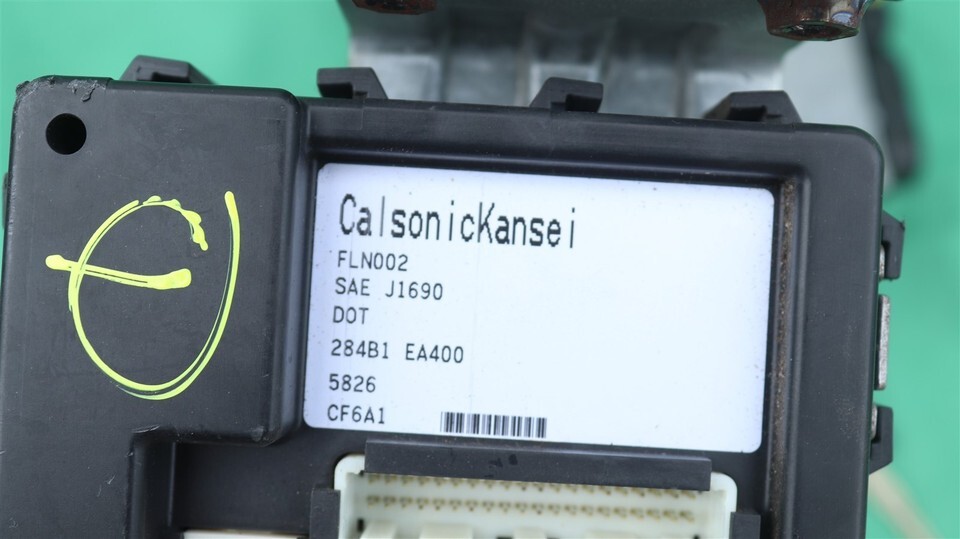 CalsonicKansei
FLN002
SAE J1690
DOT
284B1 EA400
5826
CF6A1